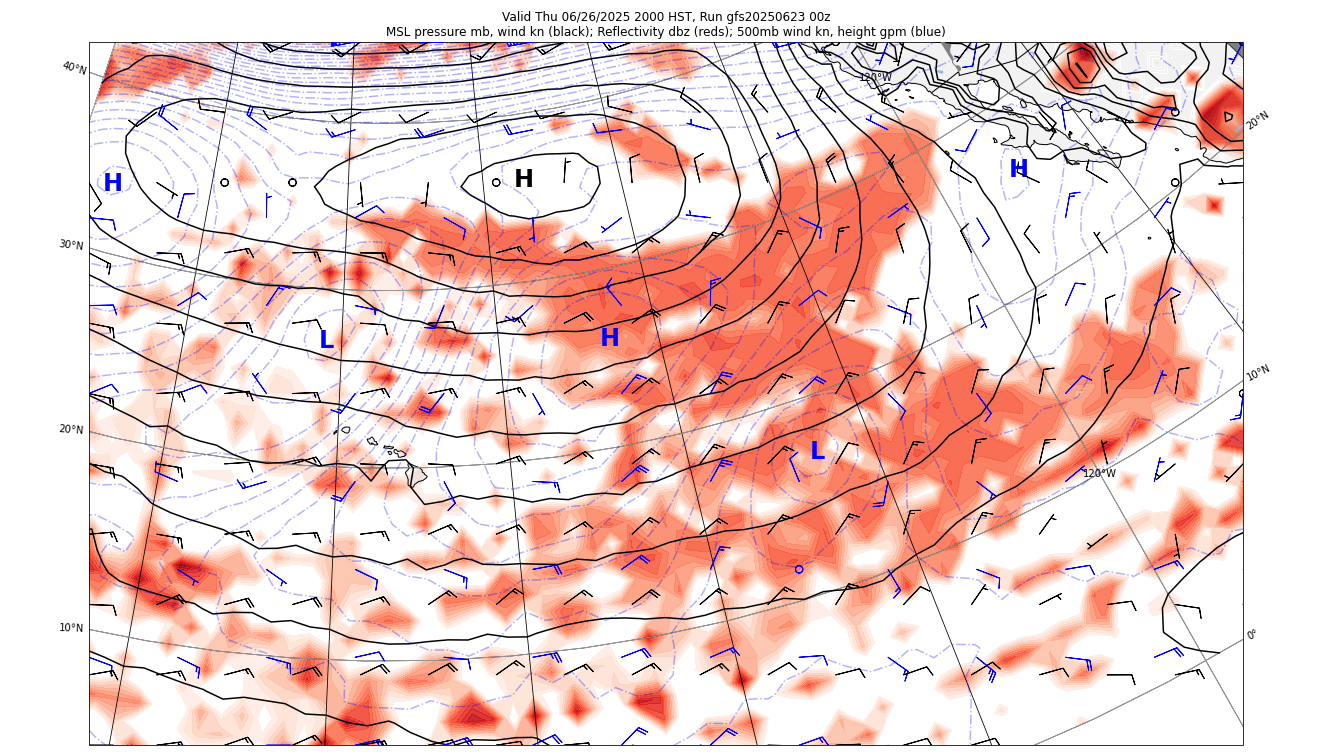 Valid Thu 06/26/2025 2000 HST, Run gfs20250623 00z
MSL pressure mb, wind kn (black); Reflectivity dbz (reds); 500mb wind kn, height gpm (blue)
40°N
120°W
20°N
H
H
H
30°N
L
H
10°N
20°N
L
120°W
10°N
0°